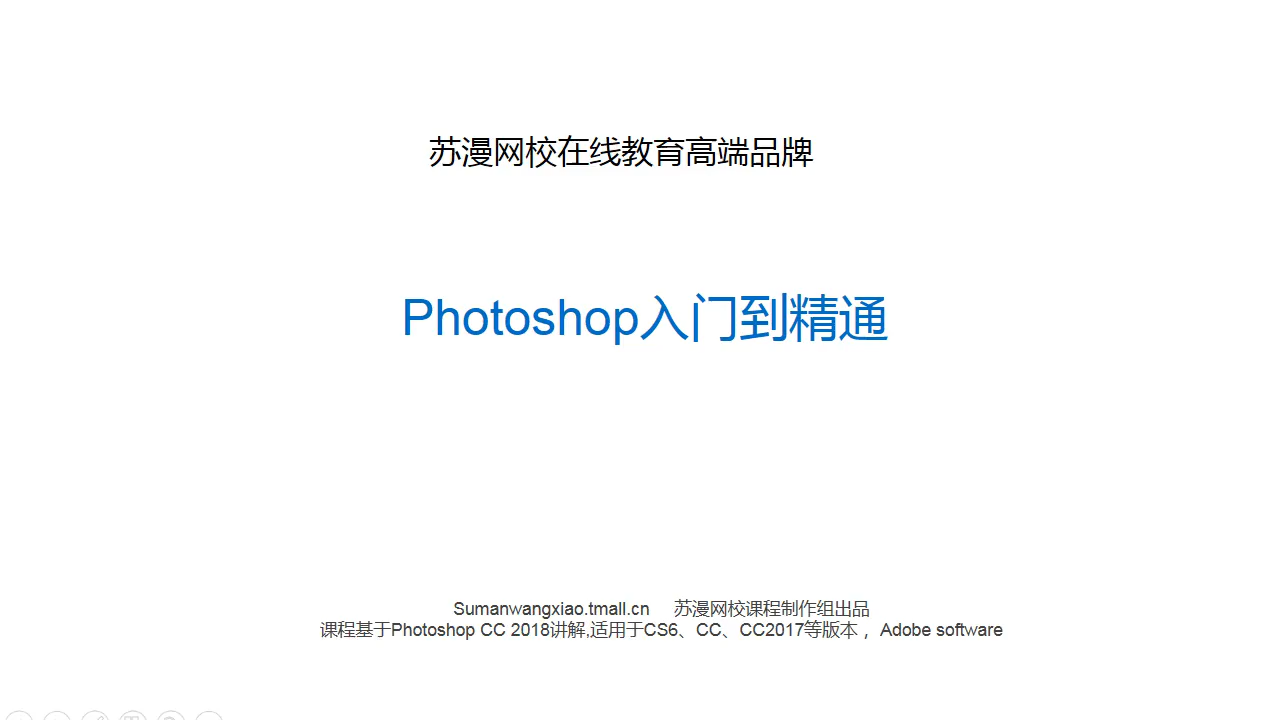 苏漫网校在线教育高端品牌
Photoshop入门到精通
Sumanwangxiao.tmall.cn 苏漫网校课程制作组出品
课程基于Photoshop CC 2018讲解,适用于CS6、CC、CC2017等版本，Adobe software